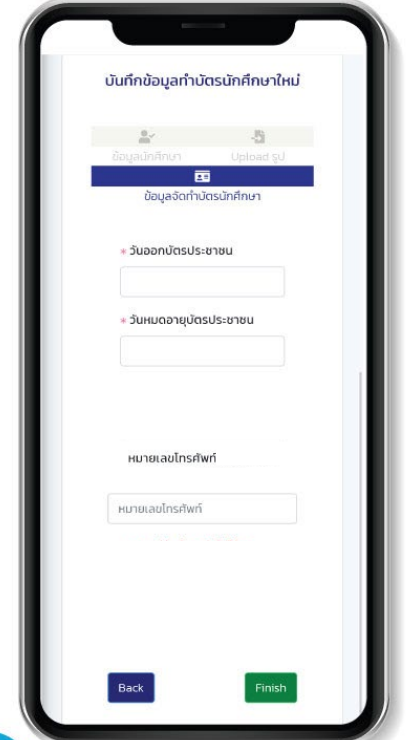 บันทึกข้อมูลทำบัตรนักศึกษาใหม่
ข้อมูลนักศึกษา
Upload รูป
ข้อมูลจัดทำบัตรนักศึกษา
* วันออกบัตรประชาชน
* วันหมดอายุบัตรประชาชน
หมายเลขโทรศัพท์
หมายเลขโทรศัพท์
Back
Finish